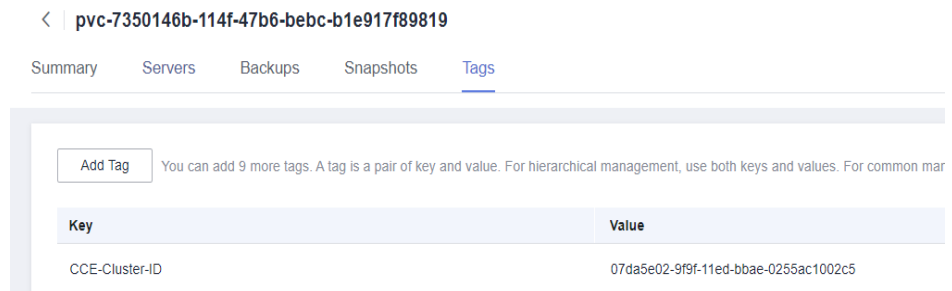 pvc-7350146b-114f-47b6-bebc-b1e917f89819
Summary Servers Backups Snapshots Tags
Add Tag You can add 9 more tags. A tag is a pair of key and value. For hierarchical management, use both keys and values. For common
Key Value
CCE-Cluster-ID 07da5e02-9f9f-11ed-bbae-0255ac1002c5